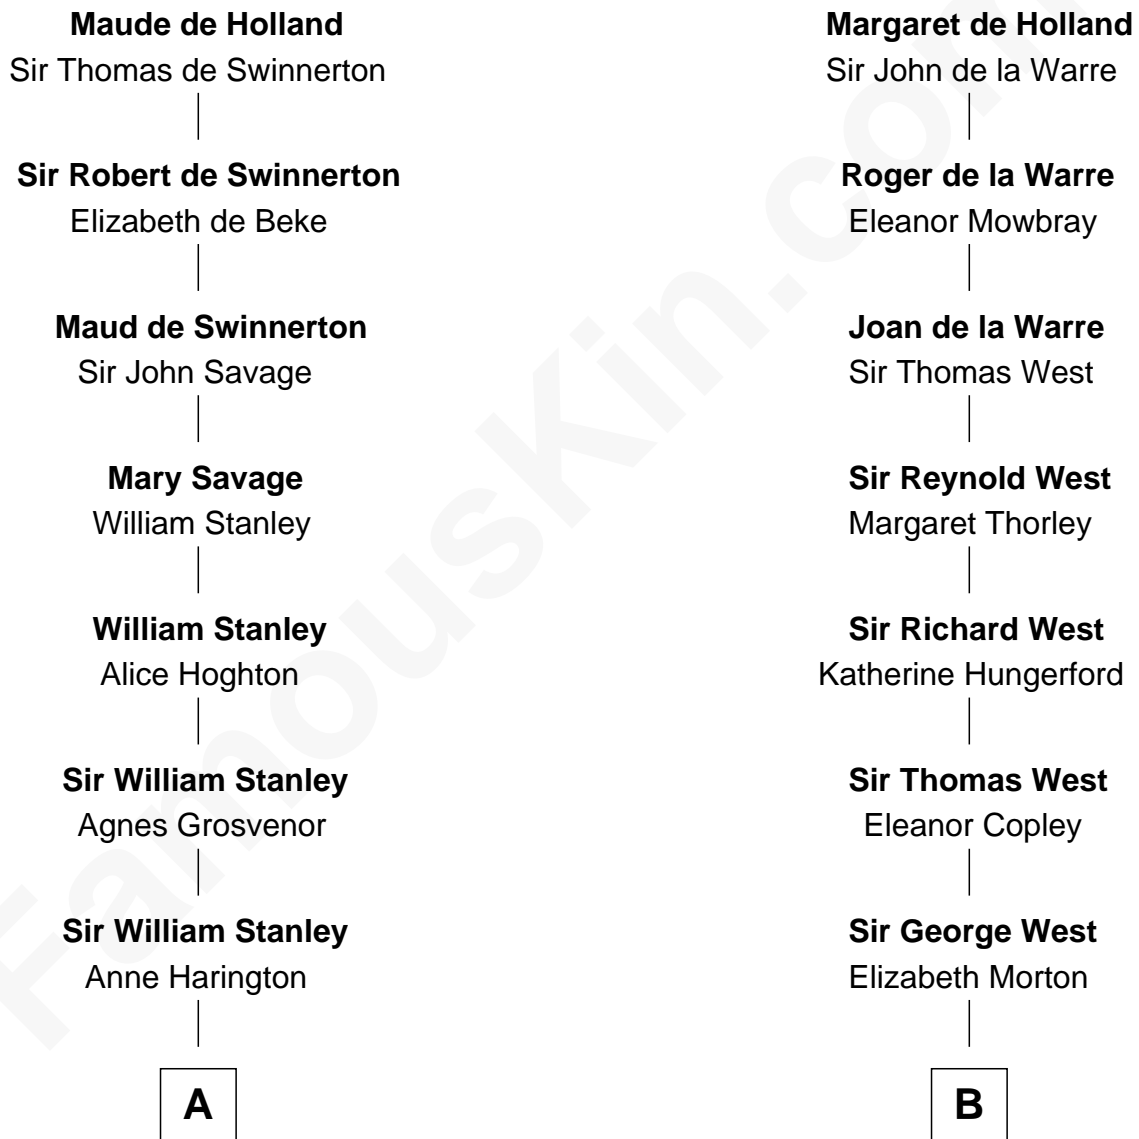 Maude de Holland
Sir Thomas de Swinnerton
Sir Robert de Swinnerton
Elizabeth de Beke
Maud de Swinnerton
Sir John Savage
Mary Savage
William Stanley
William Stanley
Alice Hoghton
Sir William Stanley
Agnes Grosvenor
Sir William Stanley
Anne Harington
A
Margaret de Holland
Sir John de la Warre
Roger de la Warre
Eleanor Mowbray
Joan de la Warre
Sir Thomas West
Sir Reynold West
Margaret Thorley
Sir Richard West
Katherine Hungerford
Sir Thomas West
Eleanor Copley
Sir George West
Elizabeth Morton
B
FamousKin.com